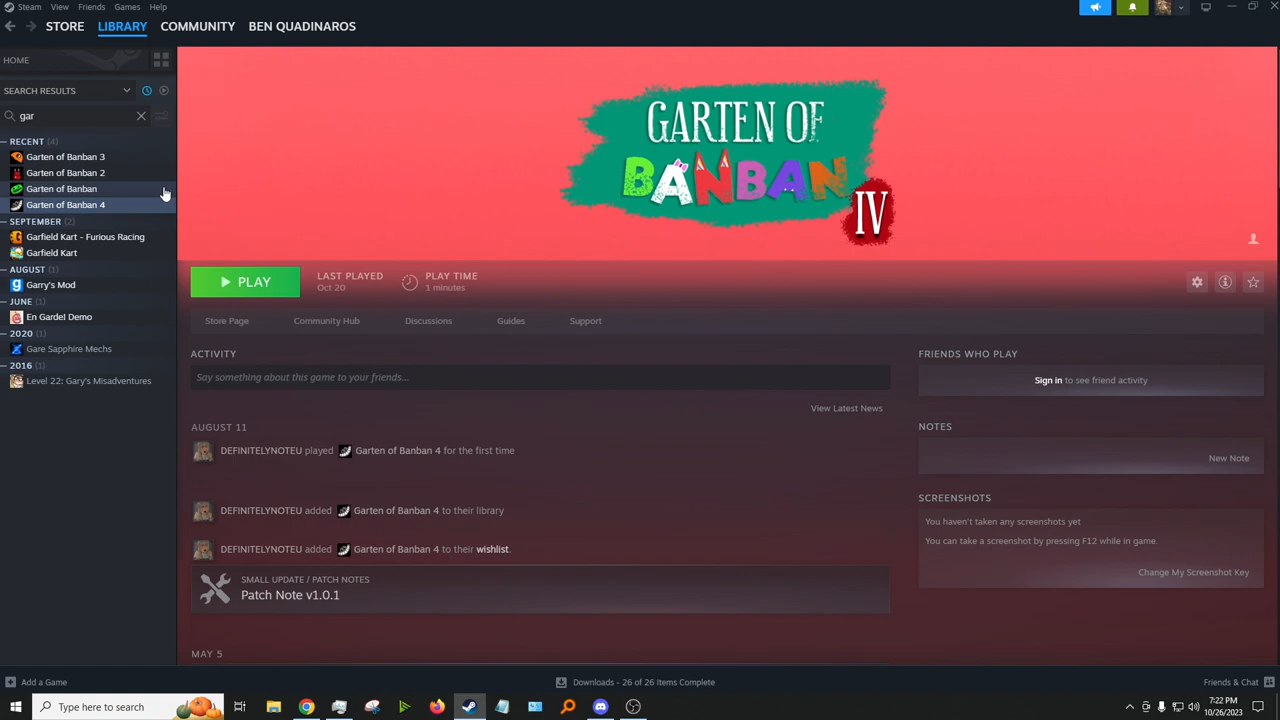 Steam View Friends Games Help
STORE LIBRARY COMMUNITY BEN QUADINAROS
HOME
SEARCH RESULTS
gar
RECENT (4)
Garten of Banban 3
Garten of Banban 2
Garten of Banban
Garten of Banban 4
SEPTEMBER (2)
Garfield Kart - Furious Racing
Garfield Kart
AUGUST (1)
Garry's Mod
JUNE (1)
En Garde! Demo
2020 (1)
Gare Sapphire Mechs
2016 (1)
Level 22: Gary's Misadventures
GARTEN OF
BANBAN
IV
PLAY
LAST PLAYED
Oct 20
PLAY TIME
1 minutes
Store Page Community Hub Discussions Guides Support
ACTIVITY
Say something about this game to your friends...
View Latest News
AUGUST 11
DEFINITELYNOTEU played Garten of Banban 4 for the first time
DEFINITELYNOTEU added Garten of Banban 4 to their library
DEFINITELYNOTEU added Garten of Banban 4 to their wishlist.
SMALL UPDATE / PATCH NOTES
Patch Note v1.0.1
MAY 5
FRIENDS WHO PLAY
Sign in to see friend activity
NOTES
New Note
SCREENSHOTS
You haven't taken any screenshots yet
You can take a screenshot by pressing F12 while in game.
Change My Screenshot Key
Add a Game
Downloads - 26 of 26 Items Complete
Friends & Chat
Type here to search
7:22 PM
10/26/2023